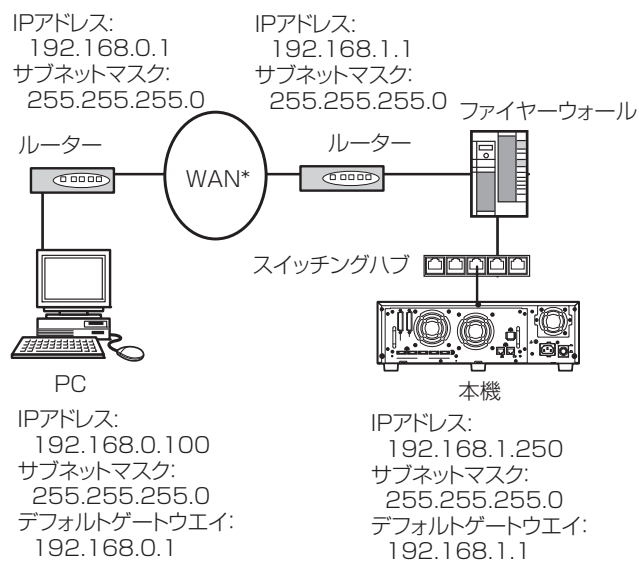 IPアドレス:
192.168.0.1
サブネットマスク:
255.255.255.0
IPアドレス:
192.168.1.1
サブネットマスク:
255.255.255.0
ファイヤーウォール
ルーター
WAN*
ルーター
スイッチングハブ
PC
IPアドレス:
192.168.0.100
サブネットマスク:
255.255.255.0
デフォルトゲートウエイ:
192.168.0.1
本機
IPアドレス:
192.168.1.250
サブネットマスク:
255.255.255.0
デフォルトゲートウエイ:
192.168.1.1